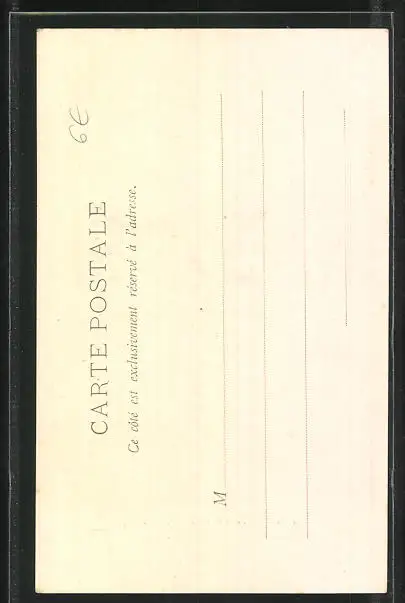 6€
CARTE POSTALE
Ce côté est exclusivement réservé à l'adresse.
M